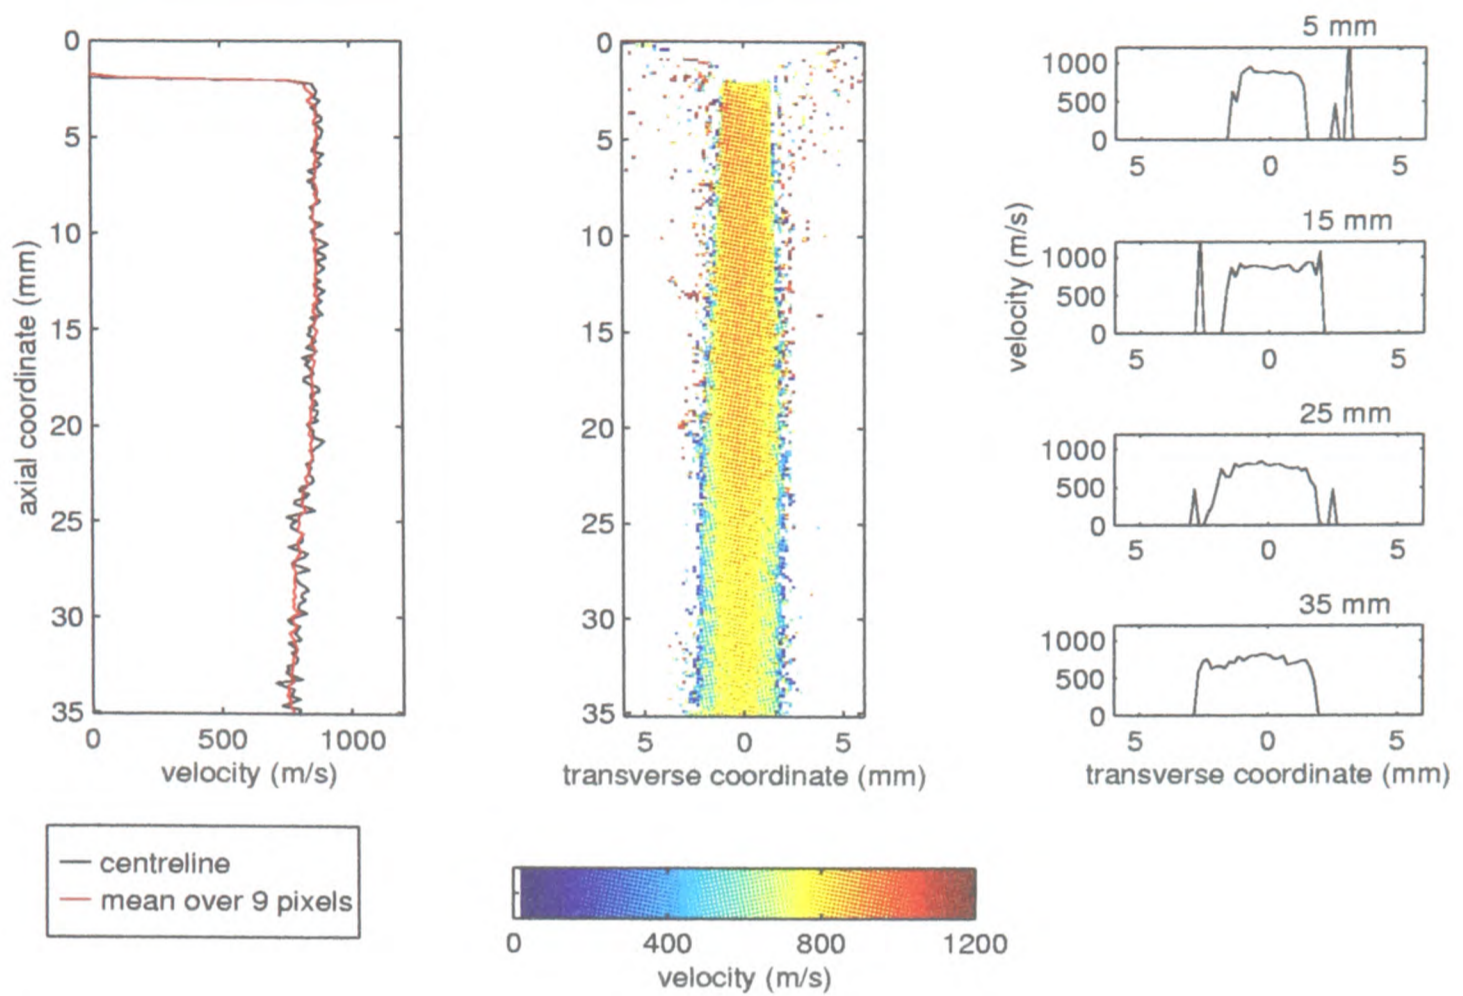 0
5
10
15
20
25
30
35
axial coordinate (mm)
0 500 1000
velocity (m/s)
centreline
mean over 9 pixels
0
5
10
15
20
25
30
35
5 0 5
transverse coordinate (mm)
0 400 800 1200
velocity (m/s)
velocity (m/s)
5 mm
1000
500
0
5 0 5
15 mm
1000
500
0
5 0 5
25 mm
1000
500
0
5 0 5
35 mm
1000
500
0
5 0 5
transverse coordinate (mm)